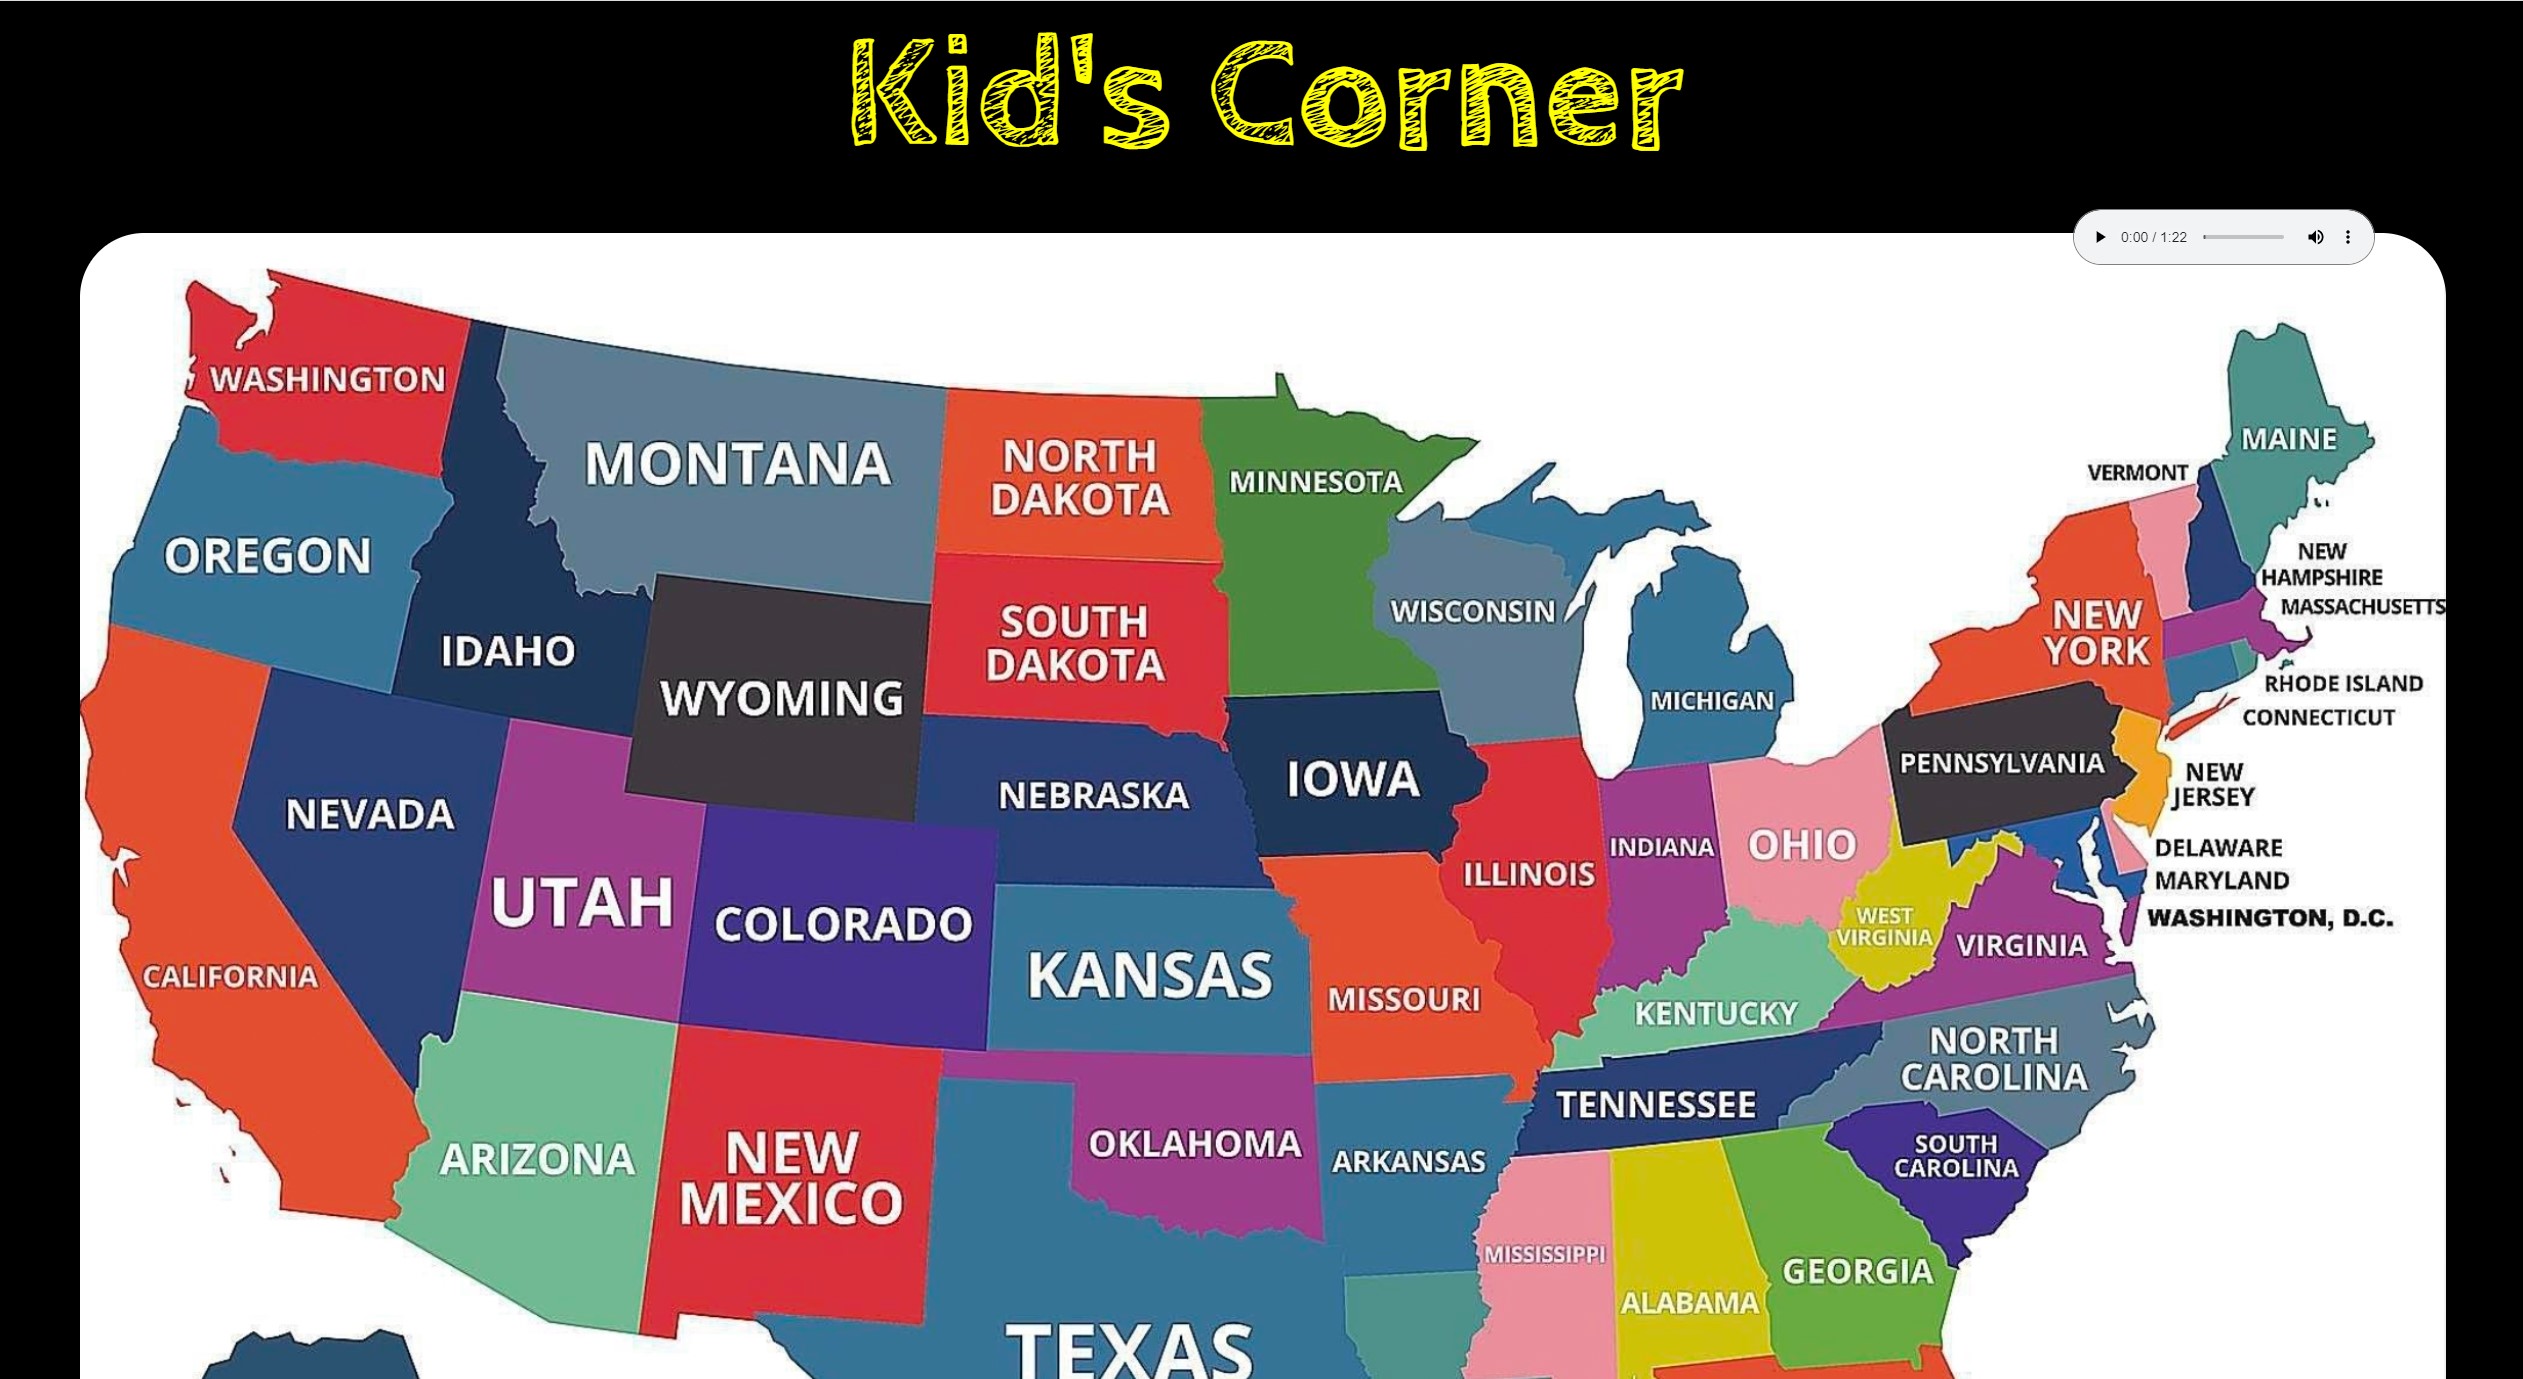 Kid's Corner
0:00 / 1:22
WASHINGTON
MONTANA
NORTH
DAKOTA
MINNESOTA
MAINE
VERMONT
OREGON
NEW
HAMPSHIRE
MASSACHUSETTS
WISCONSIN
NEW
YORK
IDAHO
SOUTH
DAKOTA
WYOMING
MICHIGAN
RHODE ISLAND
CONNECTICUT
PENNSYLVANIA
NEW
JERSEY
NEVADA
NEBRASKA
IOWA
ILLINOIS
INDIANA
OHIO
DELAWARE
MARYLAND
WASHINGTON, D.C.
UTAH
COLORADO
WEST
VIRGINIA
VIRGINIA
CALIFORNIA
KANSAS
MISSOURI
KENTUCKY
NORTH
CAROLINA
TENNESSEE
ARIZONA
NEW
MEXICO
OKLAHOMA
ARKANSAS
SOUTH
CAROLINA
MISSISSIPPI
ALABAMA
GEORGIA
TEXAS